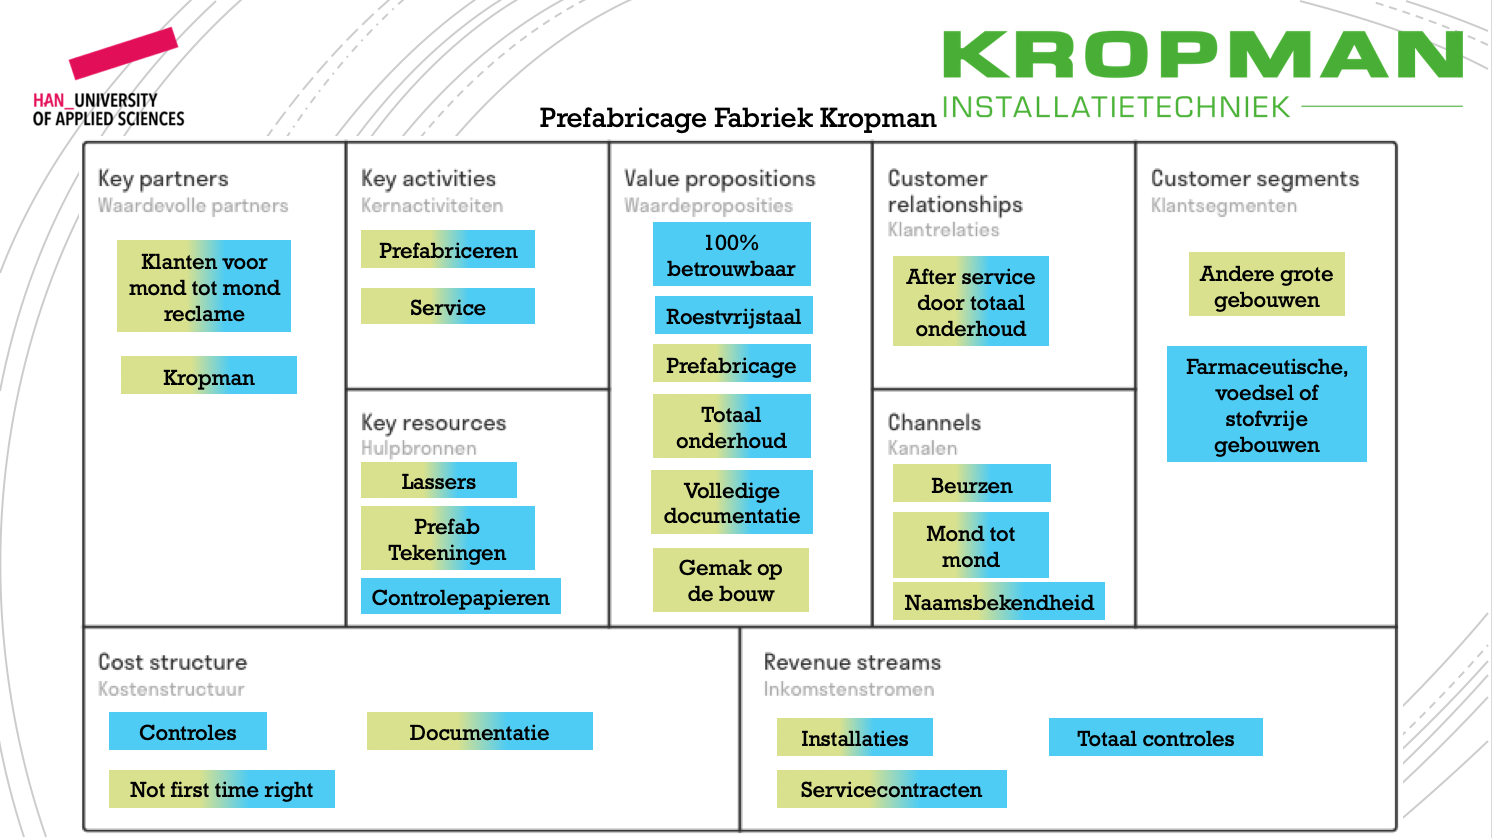 HAN_UNIVERSITY
OF APPLIED SCIENCES
KROPMAN
INSTALLATIETECHNIEK
Prefabricage Fabriek Kropman
Key partners
Waardevolle partners
Klanten voor
mond tot mond
reclame
Kropman
Key activities
Kernactiviteiten
Prefabriceren
Service
Key resources
Hulpbronnen
Lassers
Prefab
Tekeningen
Controlepapieren
Value propositions
Waardeproposities
100%
betrouwbaar
Roestvrijstaal
Prefabricage
Totaal
onderhoud
Volledige
documentatie
Gemak op
de bouw
Customer
relationships
Klantrelaties
After service
door totaal
onderhoud
Channels
Kanalen
Beurzen
Mond tot
mond
Naamsbekendheid
Customer segments
Klantsegmenten
Andere grote
gebouwen
Farmaceutische,
voedsel of
stofvrije
gebouwen
Cost structure
Kostenstructuur
Controles
Documentatie
Not first time right
Revenue streams
Inkomstenstromen
Installaties
Totaal controles
Servicecontracten